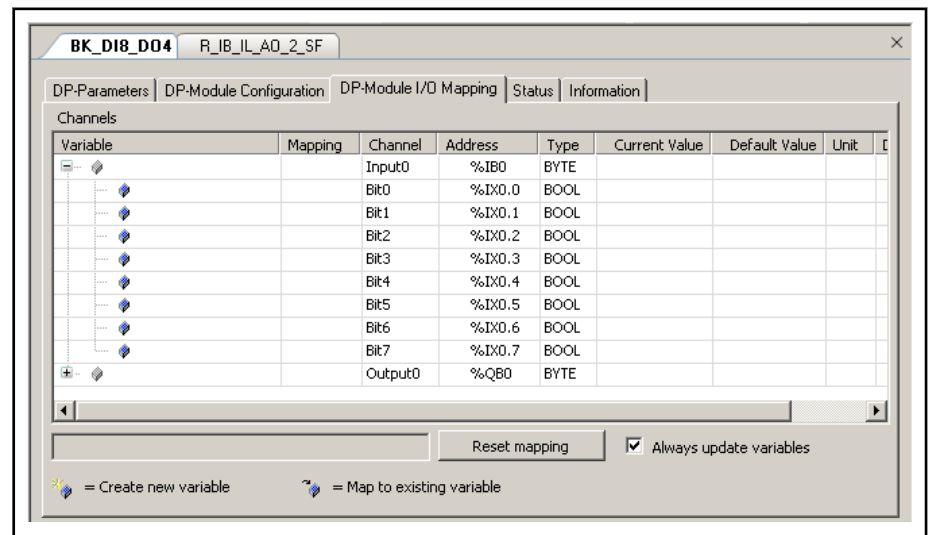 BK_DI8_DO4 R_IB_IL_AO_2_SF
DP-Parameters DP-Module Configuration DP-Module I/O Mapping Status Information
Channels
Variable Mapping Channel Address Type Current Value Default Value Unit
Input0 %IB0 BYTE
Bit0 %IX0.0 BOOL
Bit1 %IX0.1 BOOL
Bit2 %IX0.2 BOOL
Bit3 %IX0.3 BOOL
Bit4 %IX0.4 BOOL
Bit5 %IX0.5 BOOL
Bit6 %IX0.6 BOOL
Bit7 %IX0.7 BOOL
Output0 %QB0 BYTE
Reset mapping Always update variables
= Create new variable = Map to existing variable